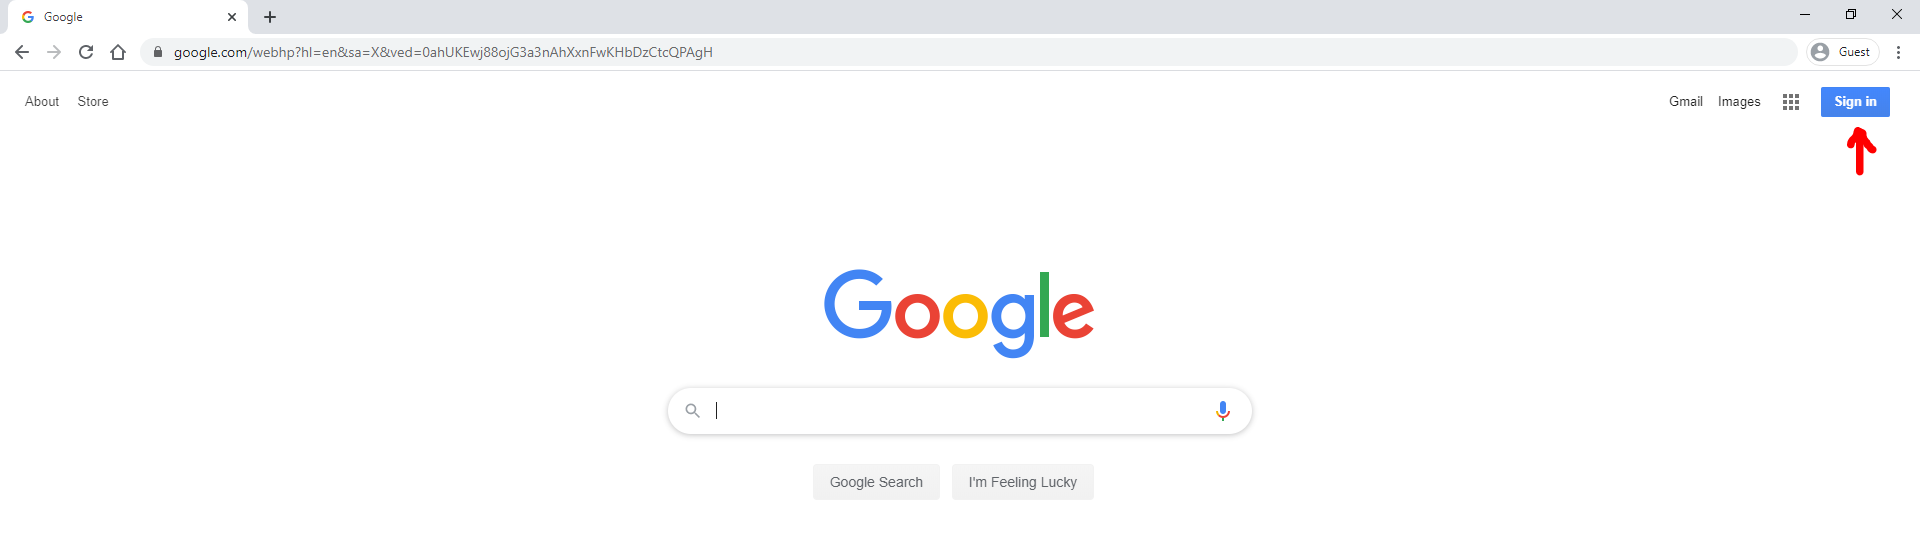 Google
google.com/webhp?hl=en&sa=X&ved=0ahUKEwj88ojG3a3nAhXxnFwKHbDzCtcQPAgH
Guest
About Store
Gmail Images Sign in
Google
Google Search I'm Feeling Lucky